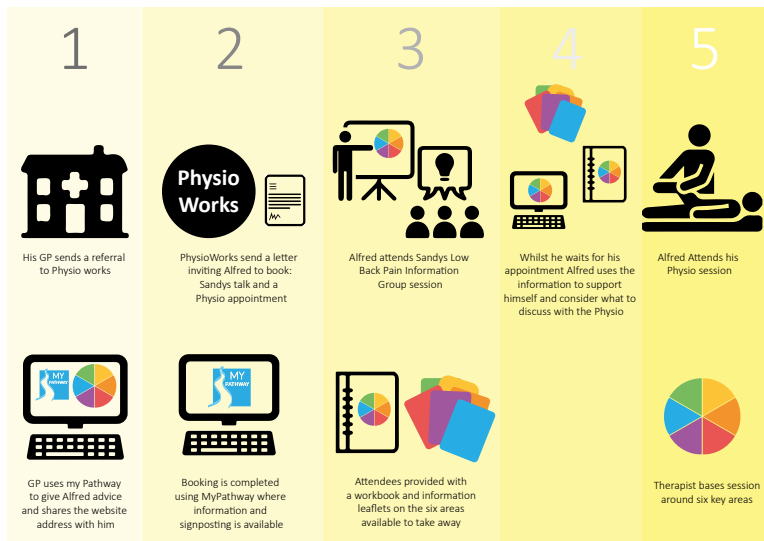 1
2
3
4
5
Physio
Works
His GP sends a referral
to Physio works
PhysioWorks send a letter
inviting Alfred to book:
Sandys talk and a
Physio appointment
Alfred attends Sandys Low
Back Pain Information
Group session
Whilst he waits for his
appointment Alfred uses the
information to support
himself and consider what to
discuss with the Physio
Alfred Attends his
Physio session
MY
PATHWAY
MY
PATHWAY
GP uses my Pathway
to give Alfred advice
and shares the website
address with him
Booking is completed
using MyPathway where
information and
signposting is available
Attendees provided with
a workbook and information
leaflets on the six areas
available to take away
Therapist bases session
around six key areas